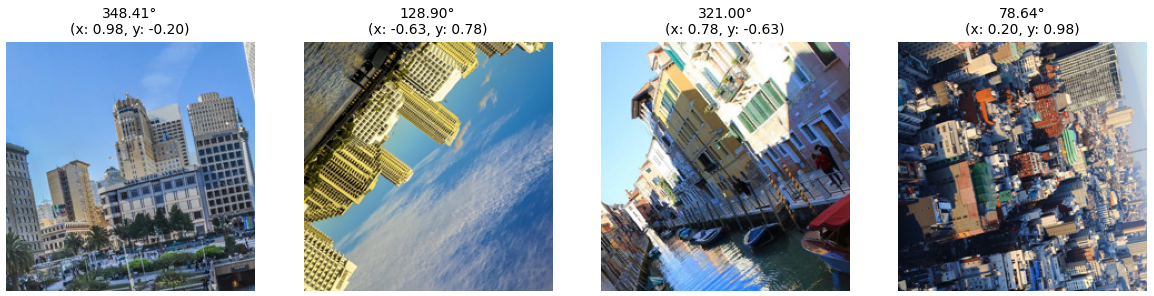 348.41°
(x: 0.98, y: -0.20)
128.90°
(x: -0.63, y: 0.78)
321.00°
(x: 0.78, y: -0.63)
78.64°
(x: 0.20, y: 0.98)